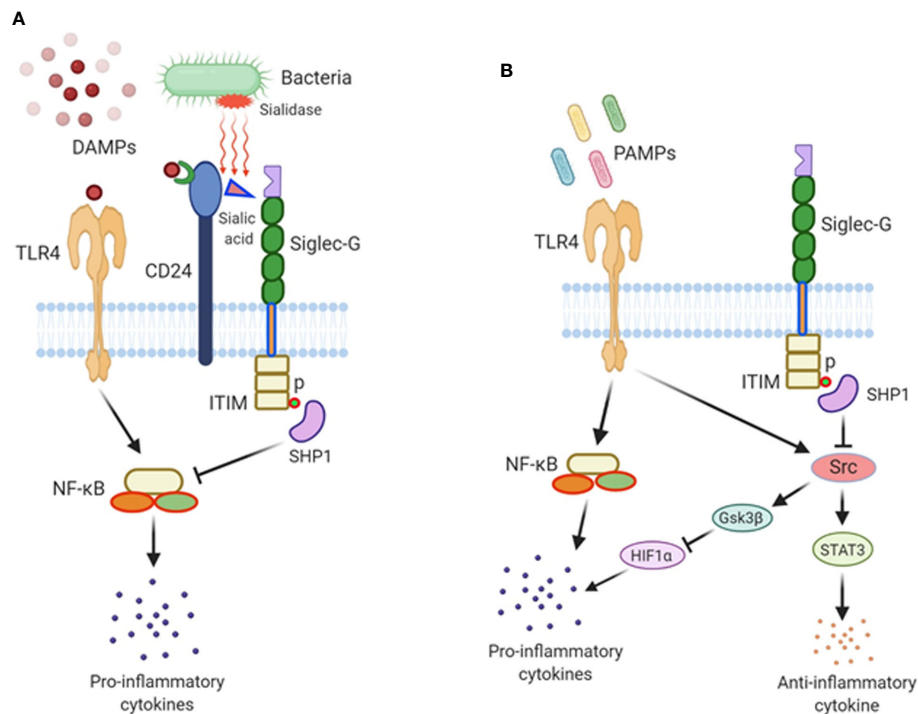 A
Bacteria
Sialidase
DAMPs
TLR4
CD24
Sialic
acid
Siglec-G
ITIM
p
SHP1
NF-κB
Pro-inflammatory
cytokines
B
PAMPs
TLR4
Siglec-G
ITIM
p
SHP1
NF-κB
Src
Gsk3β
HIF1α
STAT3
Pro-inflammatory
cytokines
Anti-inflammatory
cytokine